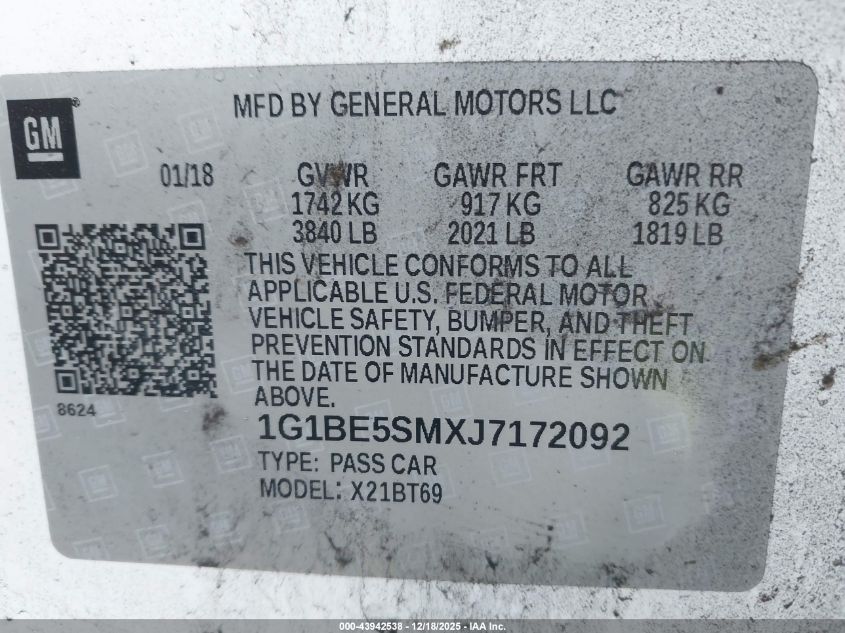 MFD BY GENERAL MOTORS LLC
GM
®
01/18 GVWR GAWR FRT GAWR RR
1742 KG 917 KG 825 KG
3840 LB 2021 LB 1819 LB
THIS VEHICLE CONFORMS TO ALL
APPLICABLE U.S. FEDERAL MOTOR
VEHICLE SAFETY, BUMPER, AND THEFT
PREVENTION STANDARDS IN EFFECT ON
THE DATE OF MANUFACTURE SHOWN
ABOVE.
8624
1G1BE5SMXJ7172092
TYPE: PASS CAR
MODEL: X21BT69
000-43942538 - 12/18/2025 - IAA Inc.